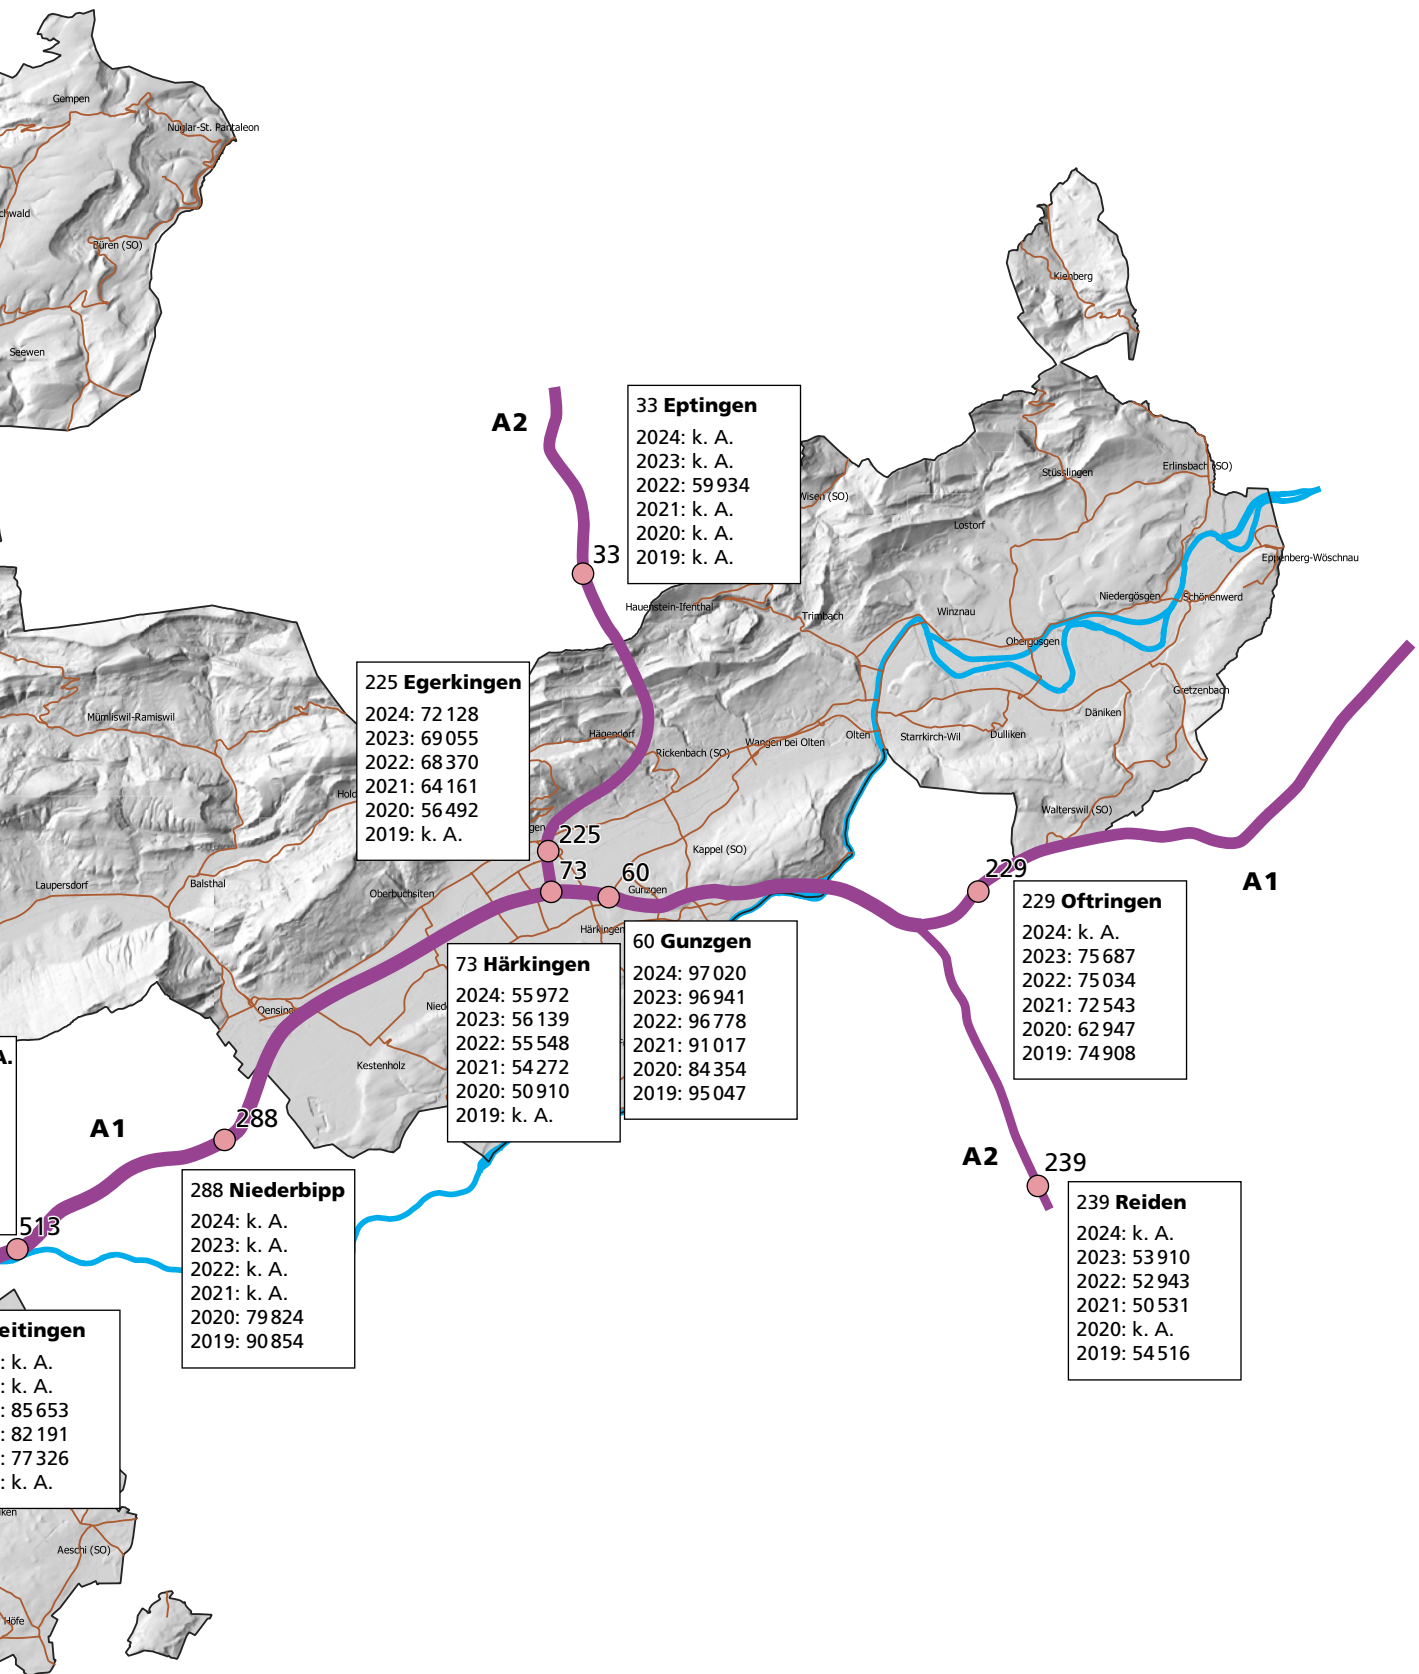 Gempen
Nuglar-St. Pantaleon
chwald
Büren (SO)
Seewen
Kienberg
A2
33 Eptingen
2024: k. A.
2023: k. A.
2022: 59 934
2021: k. A.
2020: k. A.
2019: k. A.
33
Wisen (SO)
Stüsslingen
Erlinsbach (SO)
Lostorf
Eppenberg-Wöschnau
Niedergösgen
Schönenwerd
Hauenstein-Ifenthal
Trimbach
Winznau
Obergösgen
Gretzenbach
Däniken
Dulliken
Starrkirch-Wil
Olten
Wangen bei Olten
Rickenbach (SO)
Hägendorf
Mümliswil-Ramiswil
225 Egerkingen
2024: 72 128
2023: 69 055
2022: 68 370
2021: 64 161
2020: 56 492
2019: k. A.
Hold
gen
225
73
60
Gunzgen
Kappel (SO)
Walterswil (SO)
229
A1
229 Oftringen
2024: k. A.
2023: 75 687
2022: 75 034
2021: 72 543
2020: 62 947
2019: 74 908
Laupersdorf
Balsthal
Oberbuchsiten
Härkingen
60 Gunzgen
2024: 97 020
2023: 96 941
2022: 96 778
2021: 91 017
2020: 84 354
2019: 95 047
73 Härkingen
2024: 55 972
2023: 56 139
2022: 55 548
2021: 54 272
2020: 50 910
2019: k. A.
Oensing
Nied
Kestenholz
A.
A1
288
288 Niederbipp
2024: k. A.
2023: k. A.
2022: k. A.
2021: k. A.
2020: 79 824
2019: 90 854
A2
239
239 Reiden
2024: k. A.
2023: 53 910
2022: 52 943
2021: 50 531
2020: k. A.
2019: 54 516
513
eitingen
: k. A.
: k. A.
: 85 653
: 82 191
: 77 326
: k. A.
iken
Aeschi (SO)
Höfe